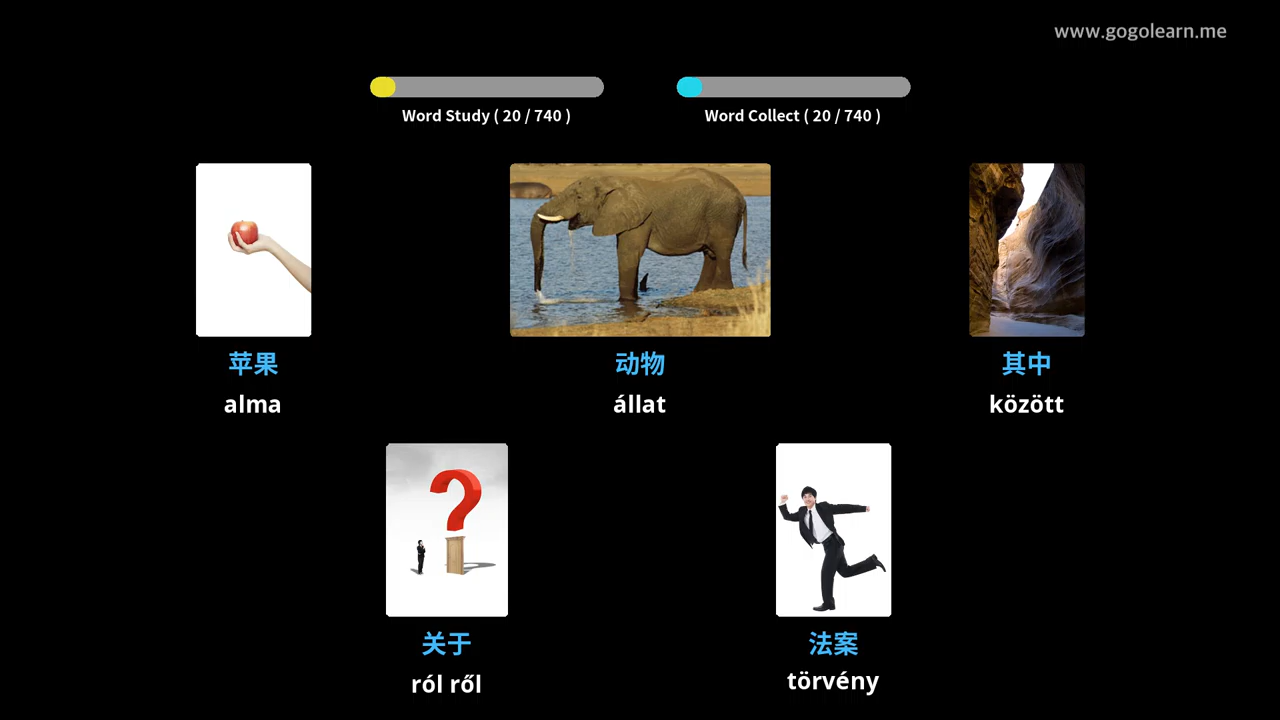 www.gogolearn.me
Word Study ( 20 / 740 )
Word Collect ( 20 / 740 )
苹果
alma
动物
állat
其中
között
关于
ról ről
法案
törvény